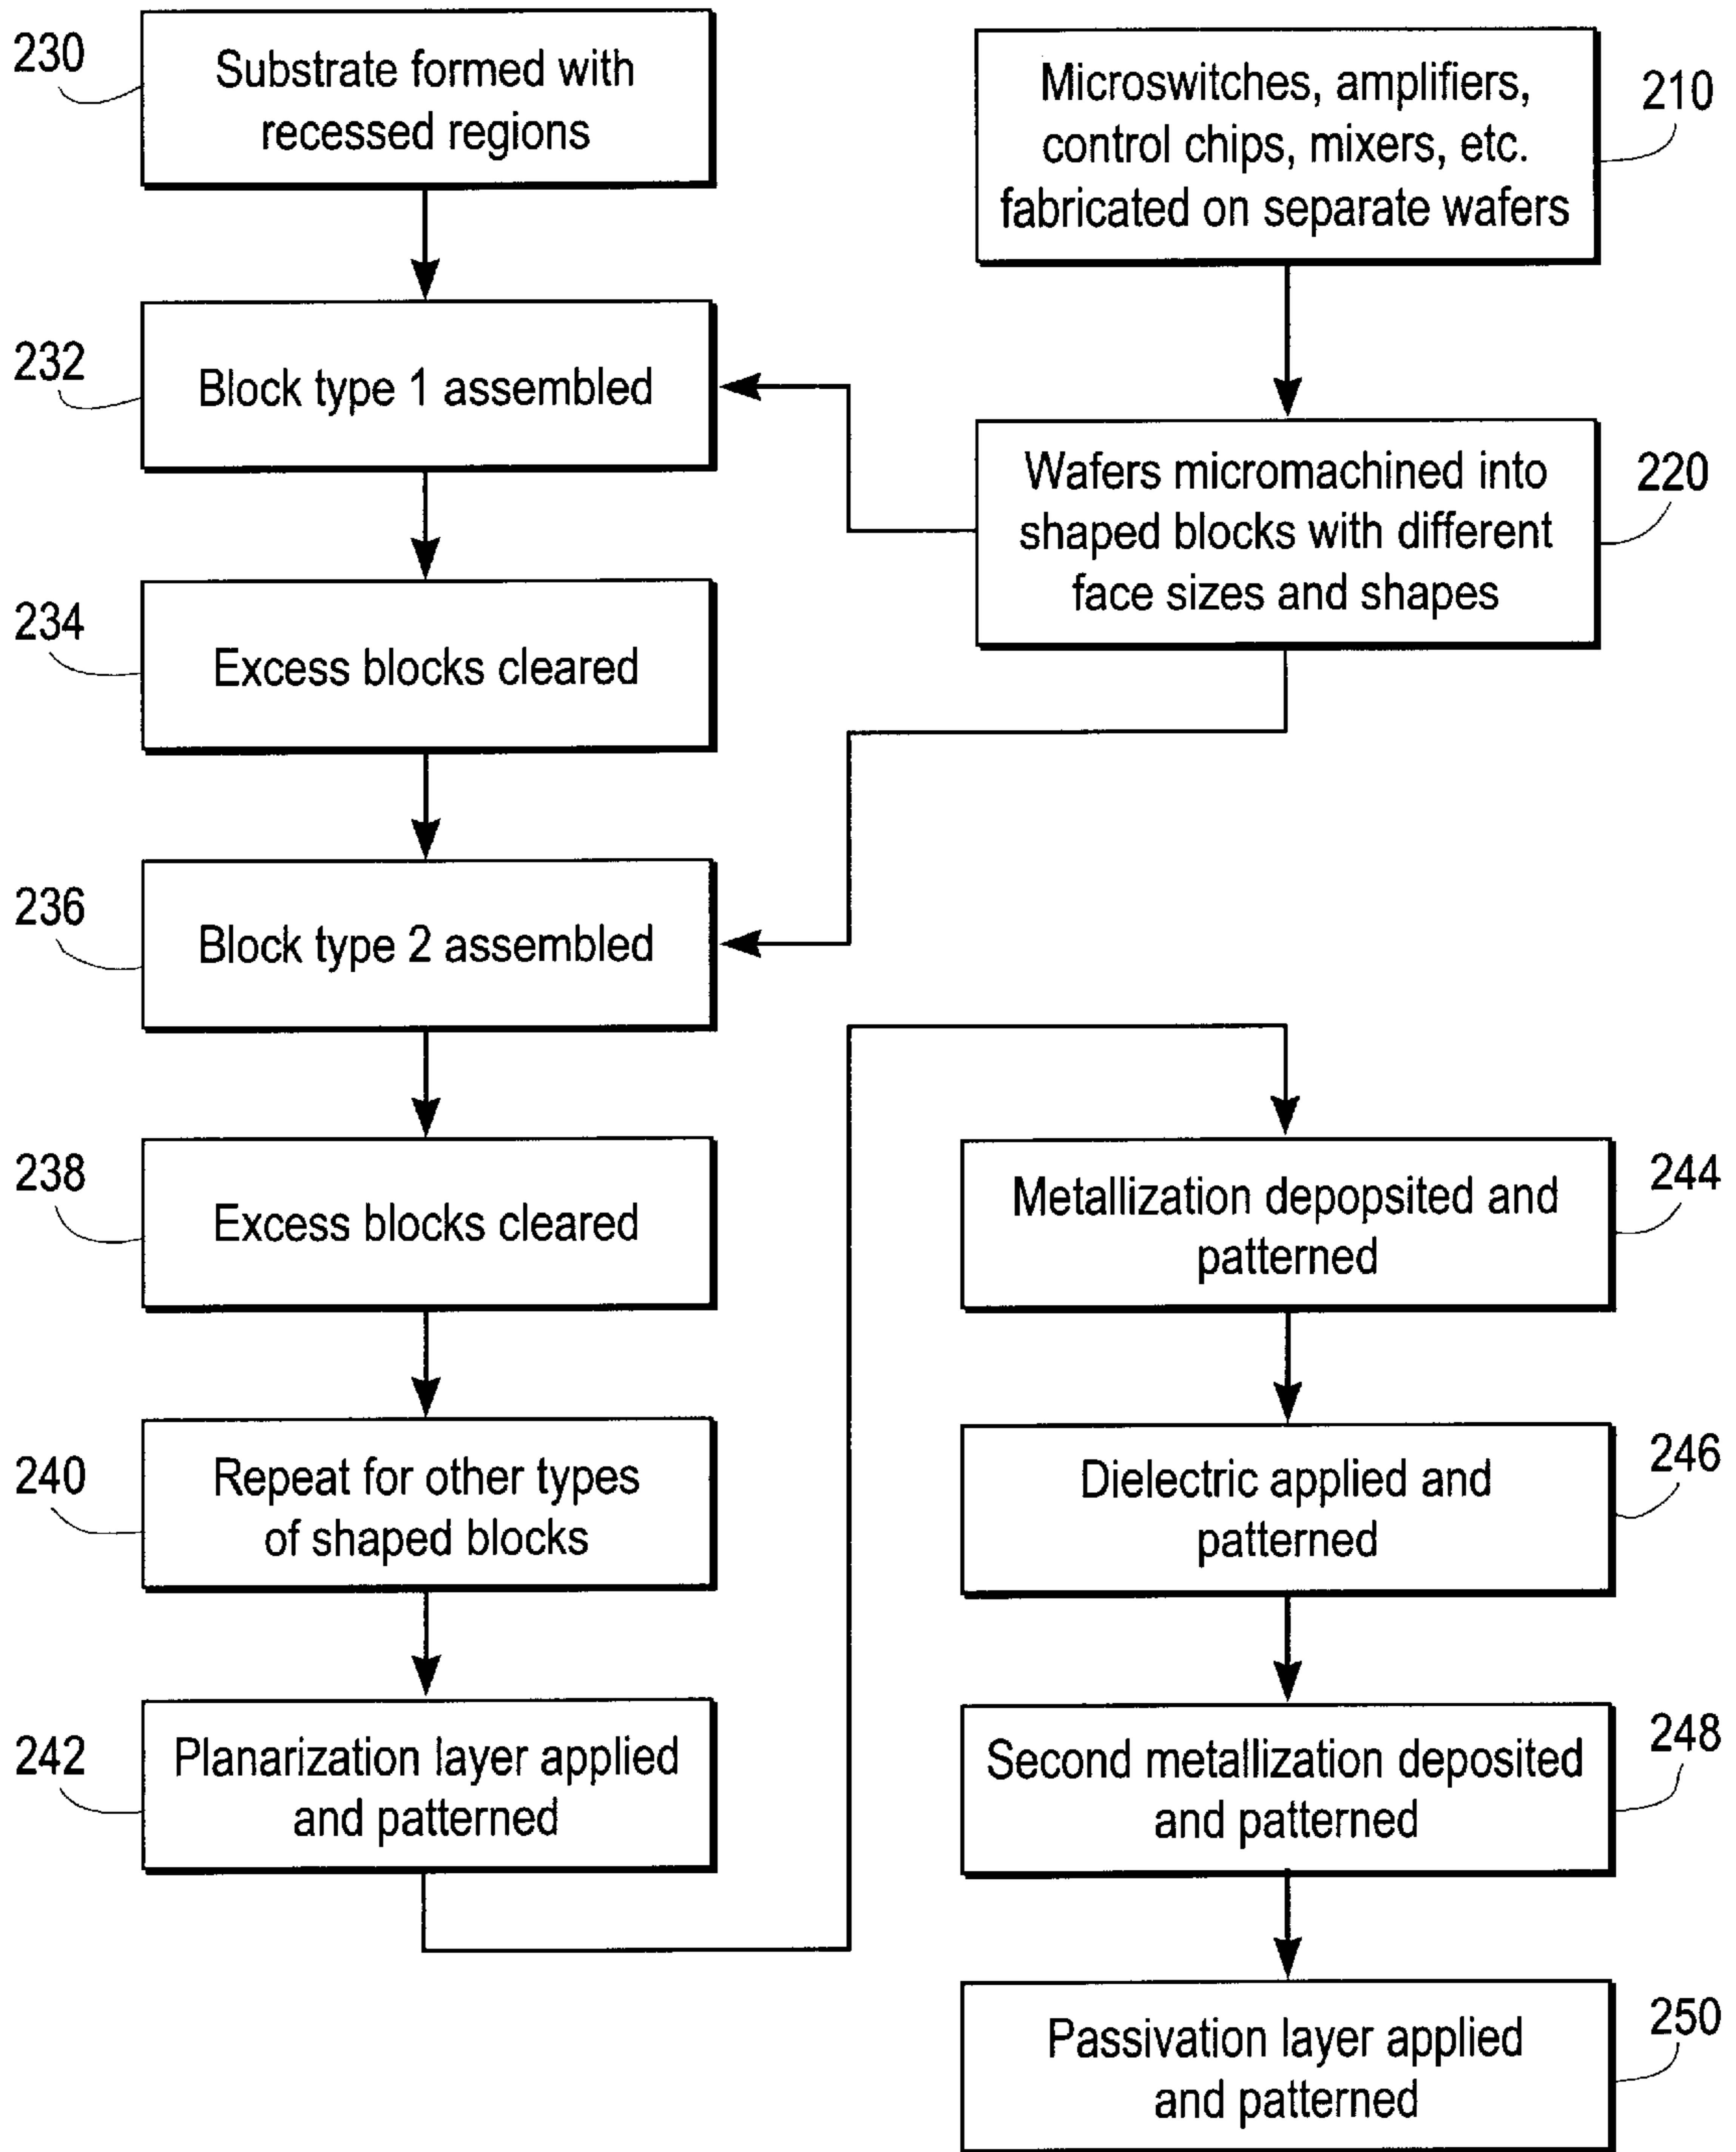 230
Substrate formed with
recessed regions
Microswitches, amplifiers,
control chips, mixers, etc.
fabricated on separate wafers
210
232
Block type 1 assembled
Wafers micromachined into
shaped blocks with different
face sizes and shapes
220
234
Excess blocks cleared
236
Block type 2 assembled
238
Excess blocks cleared
240
Repeat for other types
of shaped blocks
242
Planarization layer applied
and patterned
Metallization depopsited and
patterned
244
Dielectric applied and
patterned
246
Second metallization deposited
and patterned
248
Passivation layer applied
and patterned
250